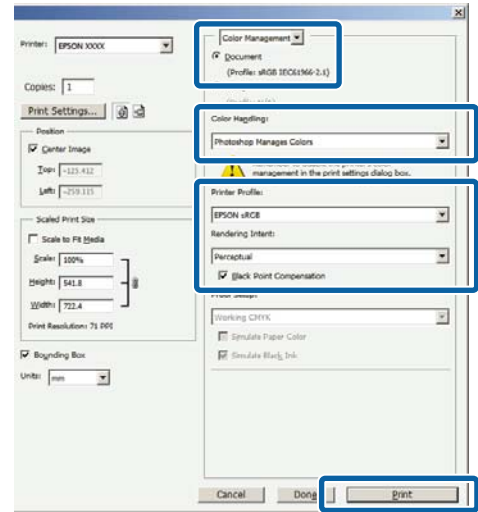 Printer: EPSON XXXX
Copies: 1
Print Settings...
Position
Center Image
Top: -125.412
Left: -259.115
Scaled Print Size
Scale to Fit Media
Scale: 100%
Height: 541.8
Width: 722.4
Print Resolution: 71 PPI
Bounding Box
Units: mm
Color Management
Document
(Profile: sRGB IEC61966-2.1)
Color Handling:
Photoshop Manages Colors
management in the print settings dialog box.
Printer Profile:
EPSON sRGB
Rendering Intent:
Perceptual
Black Point Compensation
Working CMYK
Simulate Paper Color
Simulate Black Ink
Cancel Done Print